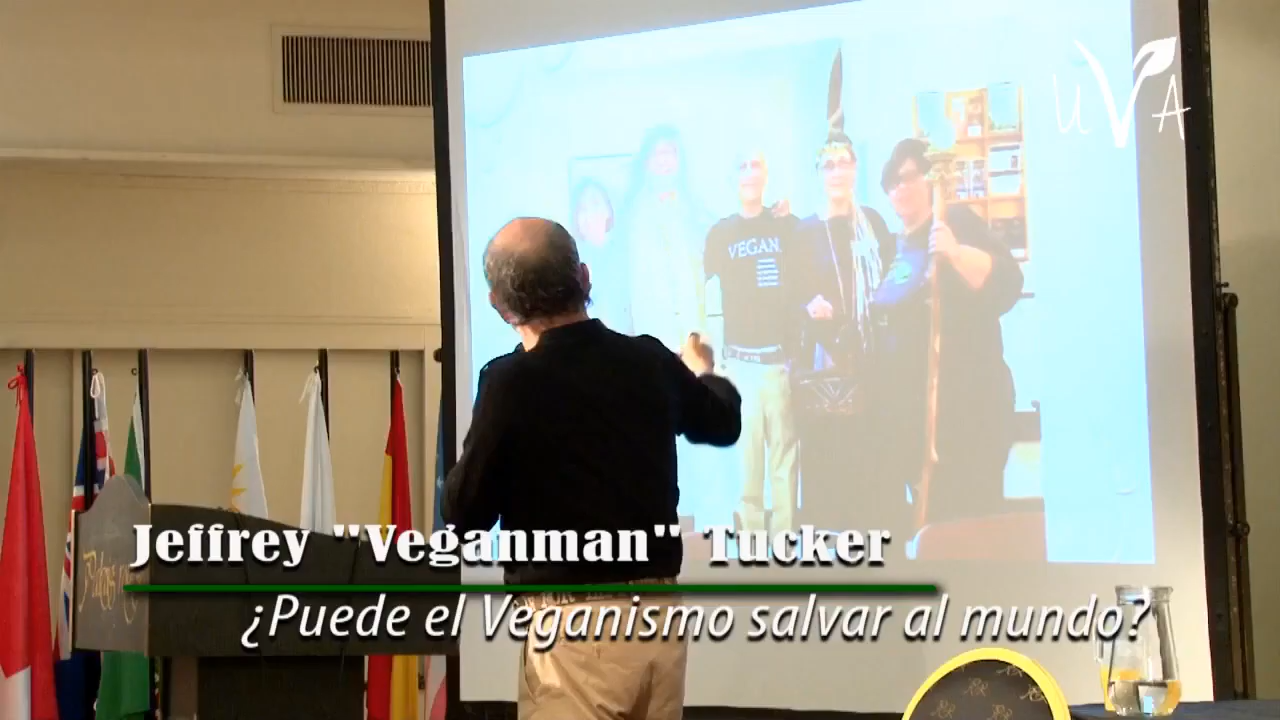 UVA
VEGAN
Jeffrey "Veganman" Tucker
¿Puede el Veganismo salvar al mundo?